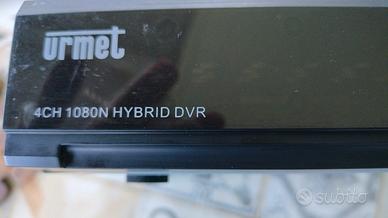 urmet
4CH 1080N HYBRID DVR
subito